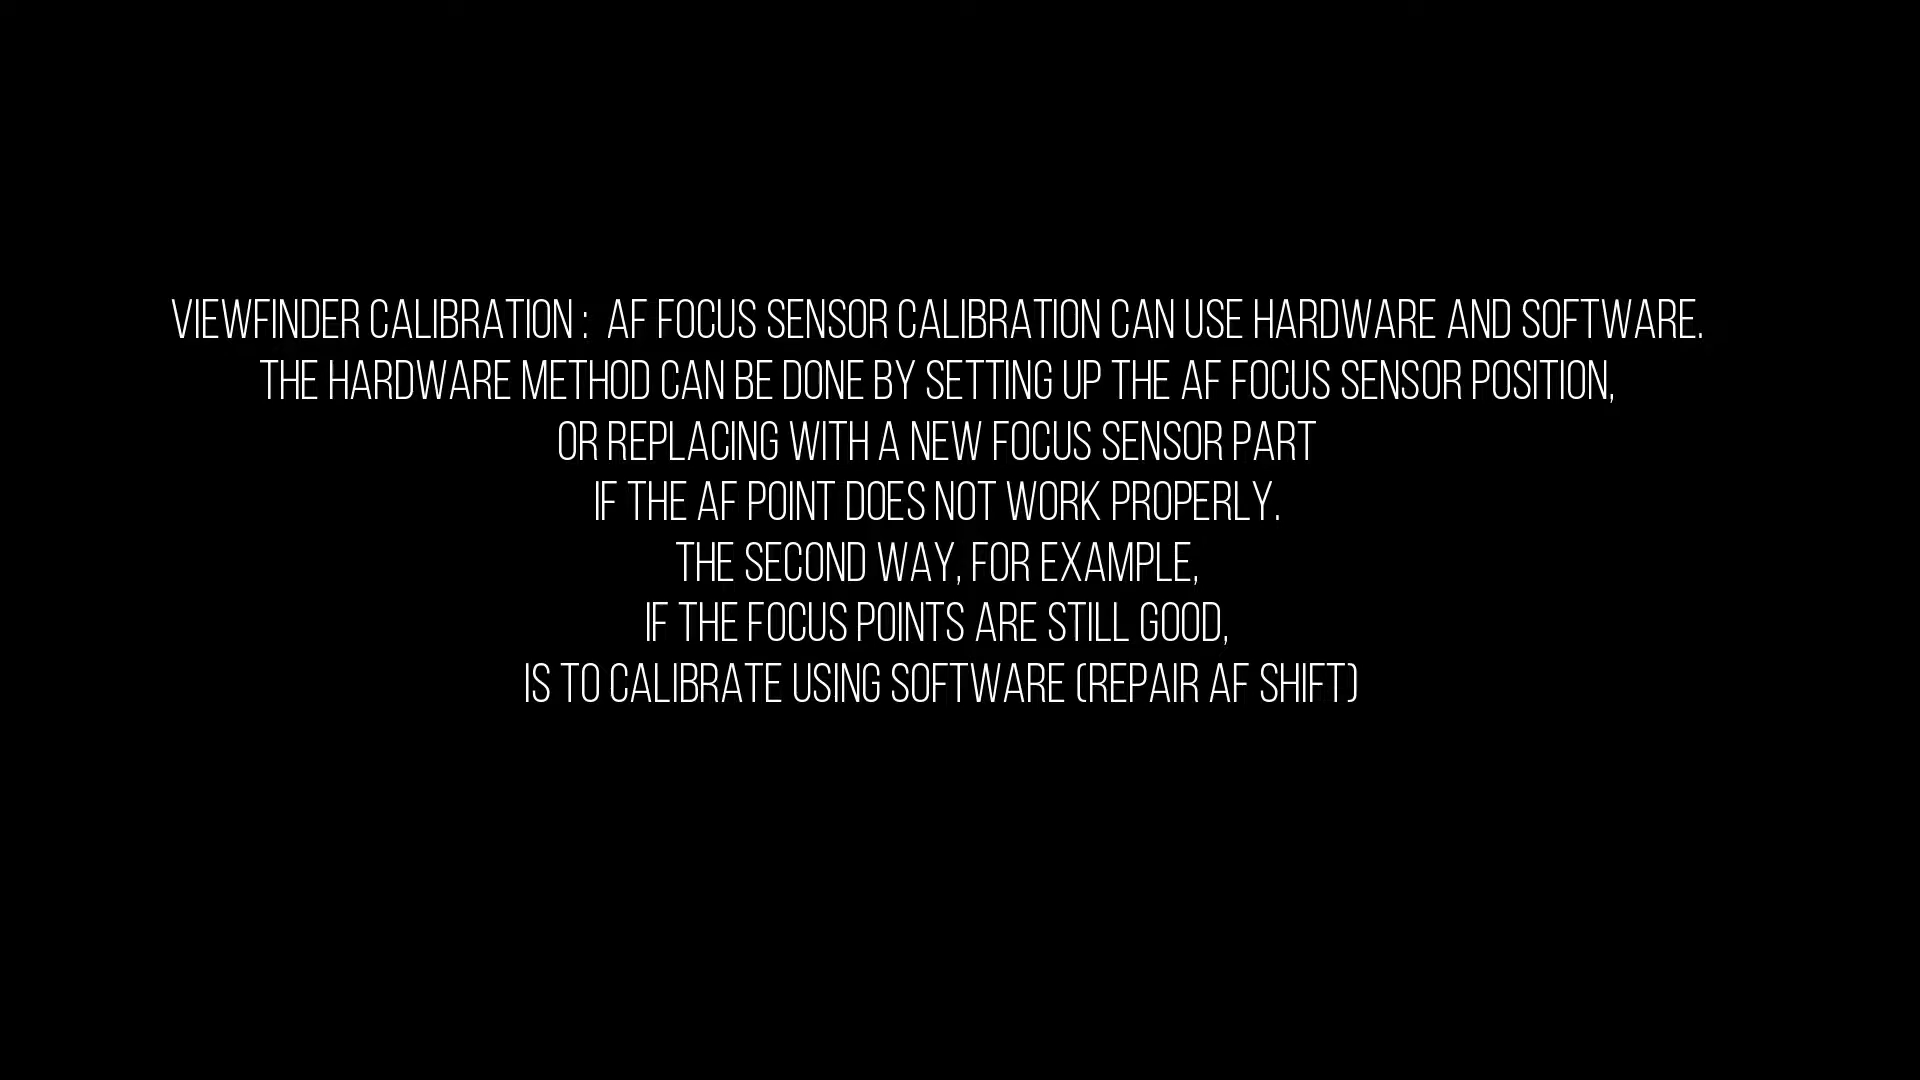 VIEWFINDER CALIBRATION :  AF FOCUS SENSOR CALIBRATION CAN USE HARDWARE AND SOFTWARE.
THE HARDWARE METHOD CAN BE DONE BY SETTING UP THE AF FOCUS SENSOR POSITION,
OR REPLACING WITH A NEW FOCUS SENSOR PART
IF THE AF POINT DOES NOT WORK PROPERLY.
THE SECOND WAY, FOR EXAMPLE,
IF THE FOCUS POINTS ARE STILL GOOD,
IS TO CALIBRATE USING SOFTWARE (REPAIR AF SHIFT)